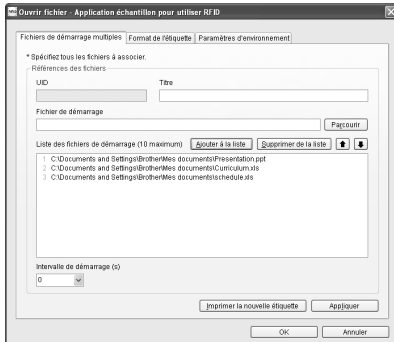 Ouvrir fichier - Application échantillon pour utiliser RFID
Fichiers de démarrage multiples Format de l'étiquette Paramètres d'environnement
* Spécifiez tous les fichiers à associer.
Références des fichiers
UID Titre
Fichier de démarrage
Parcourir
Liste des fichiers de démarrage (10 maximum) Ajouter à la liste Supprimer de la liste
1 C:\Documents and Settings\Brother\Mes documents\Presentation.ppt
2 C:\Documents and Settings\Brother\Mes documents\Curriculum.xls
3 C:\Documents and Settings\Brother\Mes documents\schedule.xls
Intervalle de démarrage (s)
0
Imprimer la nouvelle étiquette Appliquer
OK Annuler